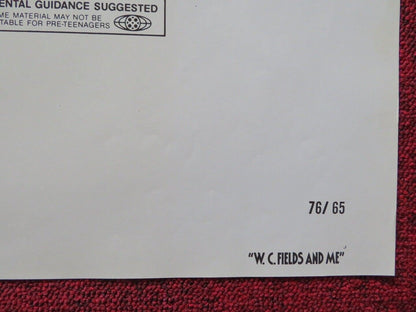 ENTAL GUIDANCE SUGGESTED
ME MATERIAL MAY NOT BE
TABLE FOR PRE-TEENAGERS
76/65
"W. C. FIELDS AND ME"